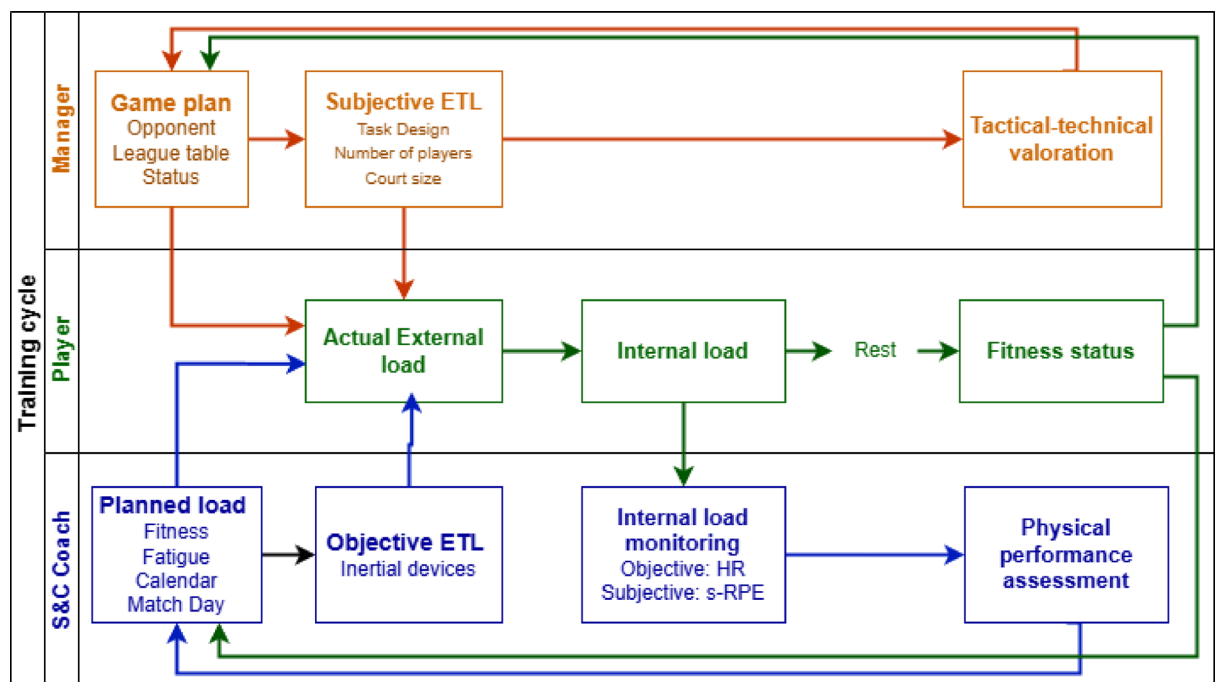 Training cycle
Manager
Game plan
Opponent
League table
Status
Subjective ETL
Task Design
Number of players
Court size
Tactical-technical
valoration
Player
Actual External
load
Internal load
Rest
Fitness status
S&C Coach
Planned load
Fitness
Fatigue
Calendar
Match Day
Objective ETL
Inertial devices
Internal load
monitoring
Objective: HR
Subjective: s-RPE
Physical
performance
assessment